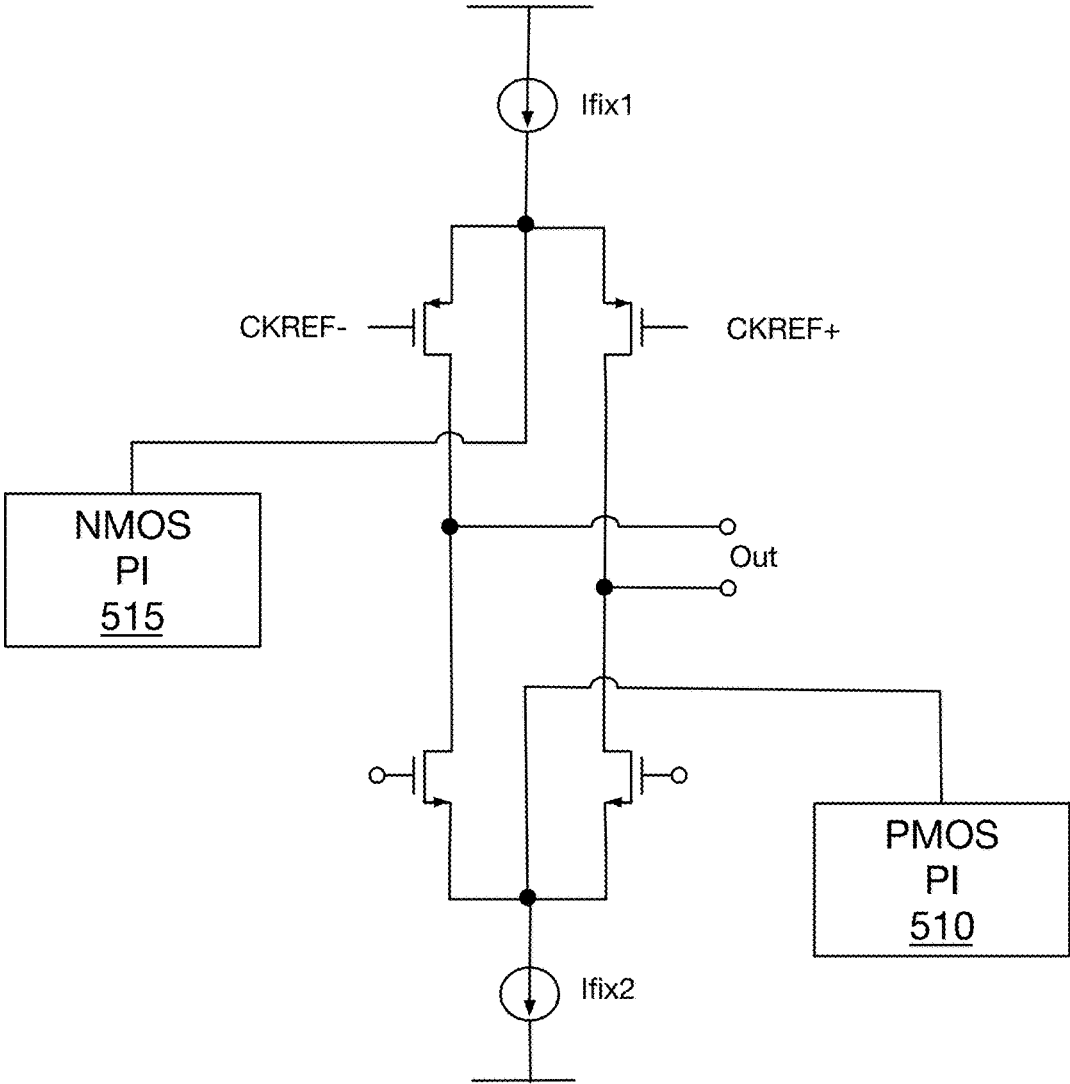 Ifix1
CKREF-
CKREF+
NMOS
PI
515
Out
PMOS
PI
510
Ifix2